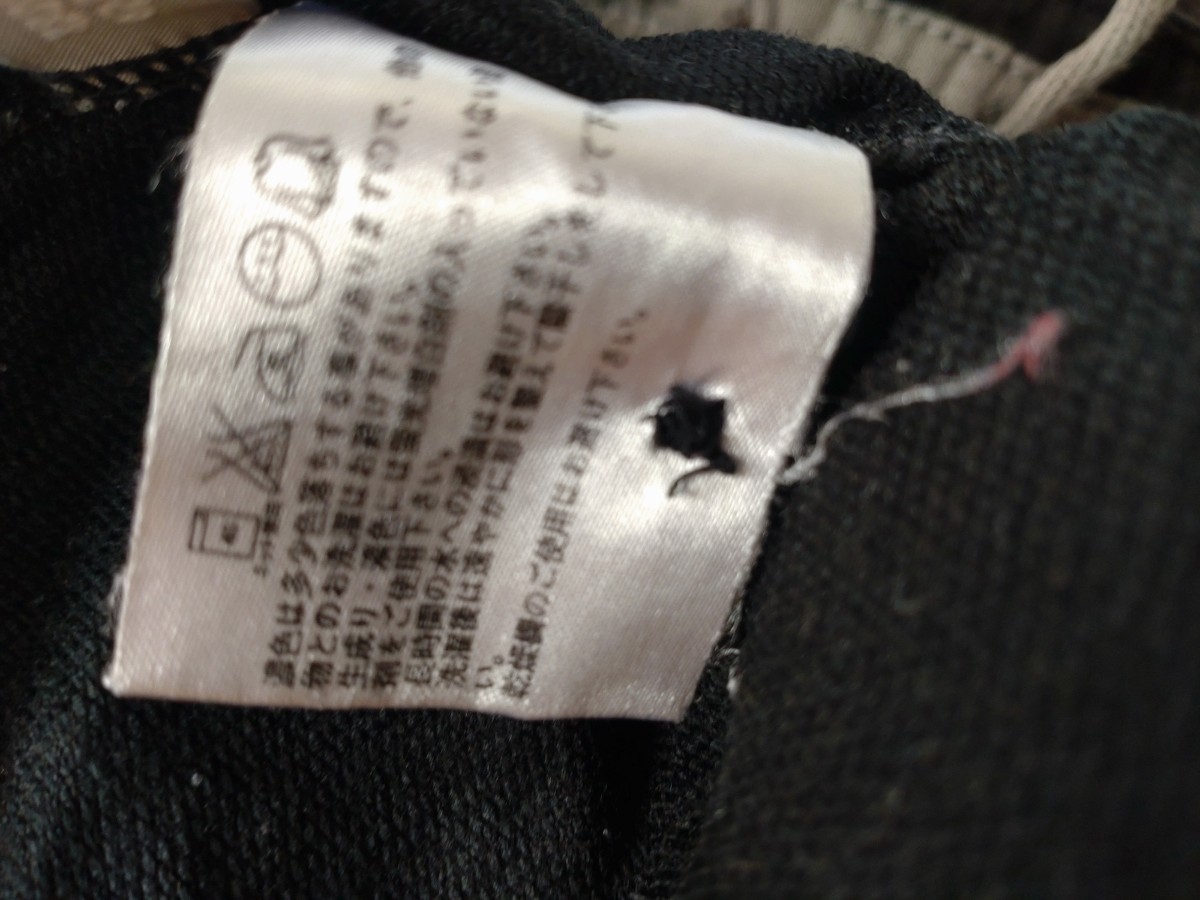 濃色は多少色落ちする事がありますので、他の
物とのお洗濯はお避け下さい。
生成り・淡色には蛍光増白剤の入っていない洗
剤をご使用下さい。
長時間の水への浸漬はお避け下さい。
洗濯後は速やかに形を整えて陰干しをして下
い。
乾燥機のご使用はお避け下さい。